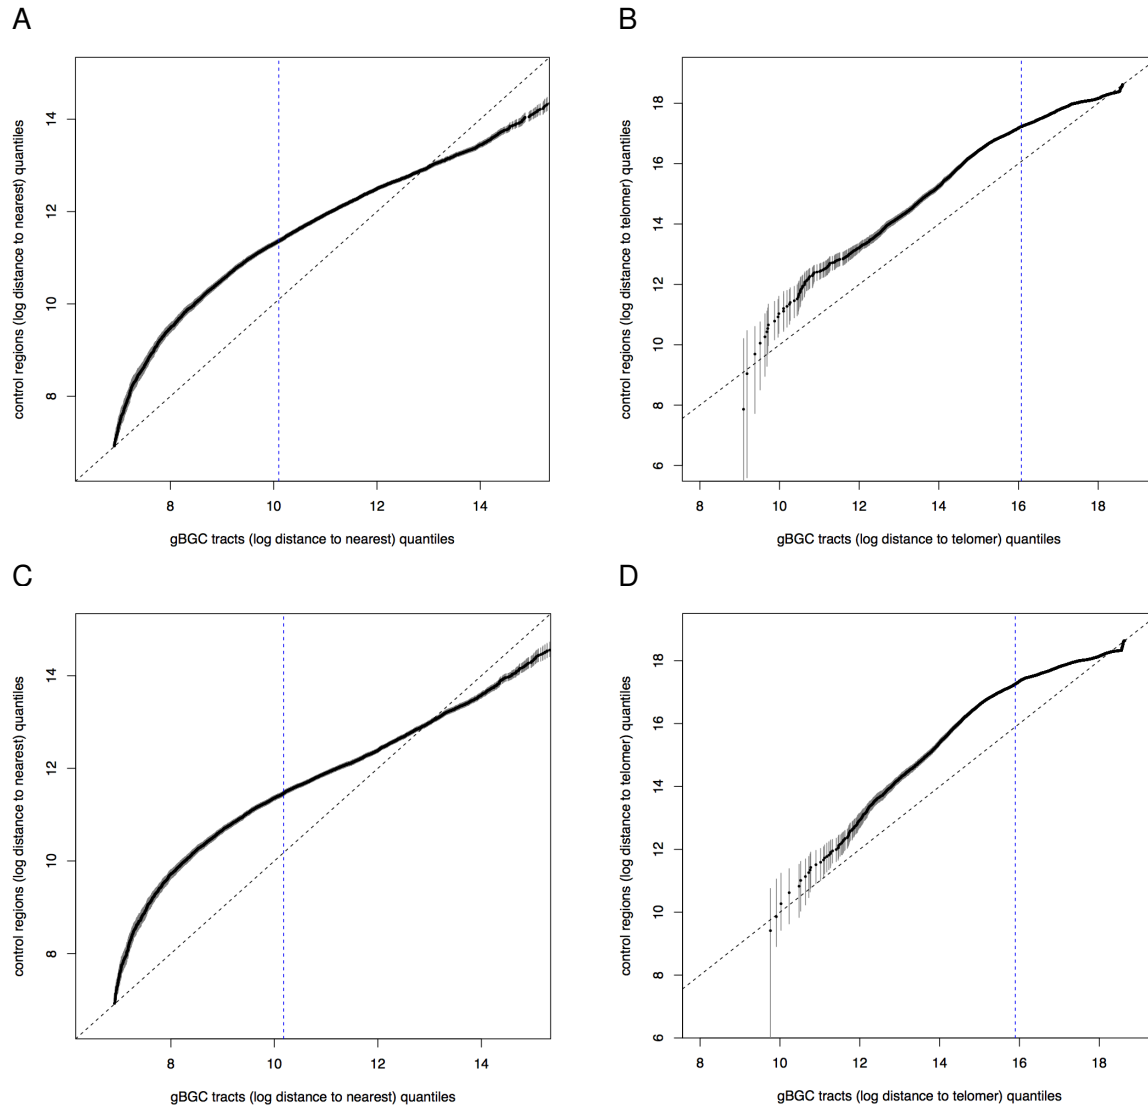 A
control regions (log distance to nearest) quantiles
14
12
10
8
8 10 12 14
gBGC tracts (log distance to nearest) quantiles
B
control regions (log distance to telomer) quantiles
18
16
14
12
10
8
6
8 10 12 14 16 18
gBGC tracts (log distance to telomer) quantiles
C
control regions (log distance to nearest) quantiles
14
12
10
8
8 10 12 14
gBGC tracts (log distance to nearest) quantiles
D
control regions (log distance to telomer) quantiles
18
16
14
12
10
8
6
8 10 12 14 16 18
gBGC tracts (log distance to telomer) quantiles